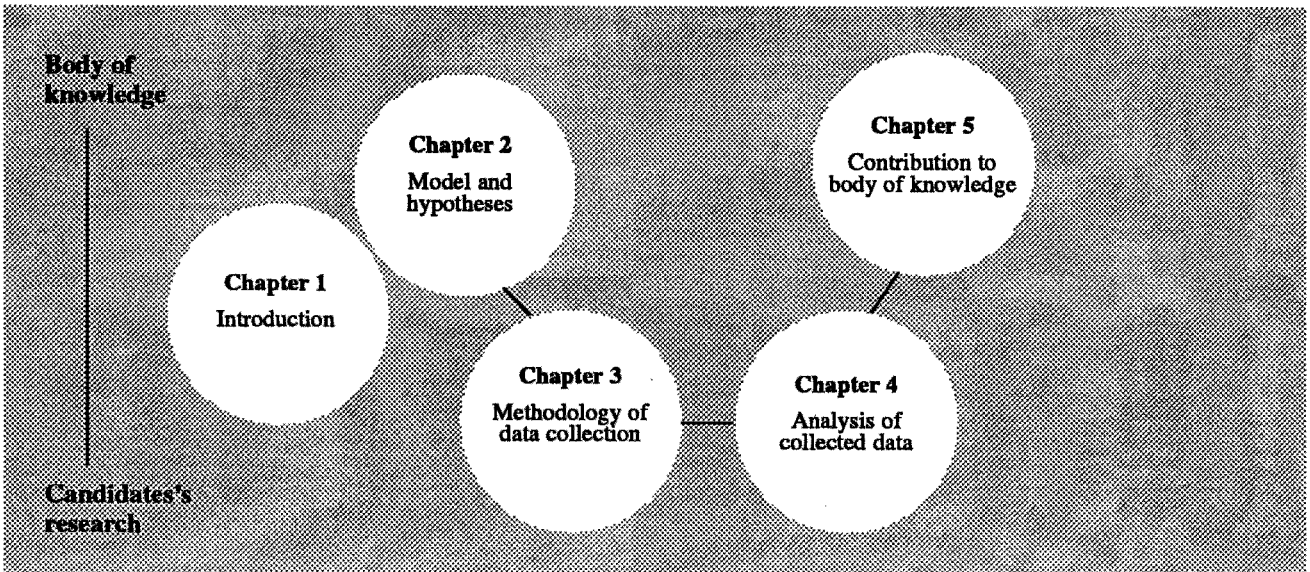 Body of
knowledge
Chapter 1
Introduction
Chapter 2
Model and
hypotheses
Chapter 3
Methodology of
data collection
Chapter 4
Analysis of
collected data
Chapter 5
Contribution to
body of knowledge
Candidates's
research